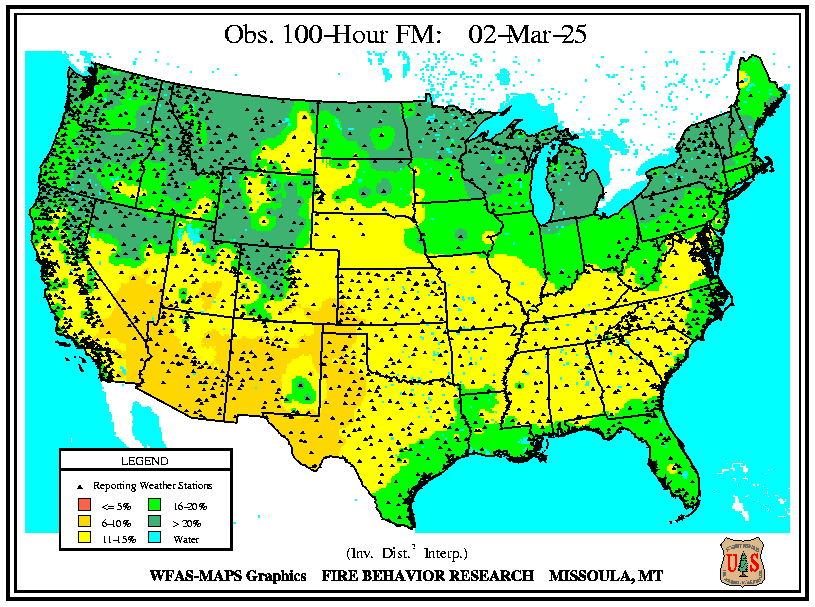 Obs. 100-Hour FM: 02-Mar-25
LEGEND
Reporting Weather Stations
<= 5% 16-20%
6-10% > 20%
11-15% Water
(Inv. Dist.² Interp.)
WFAS-MAPS Graphics FIRE BEHAVIOR RESEARCH MISSOULA, MT
US